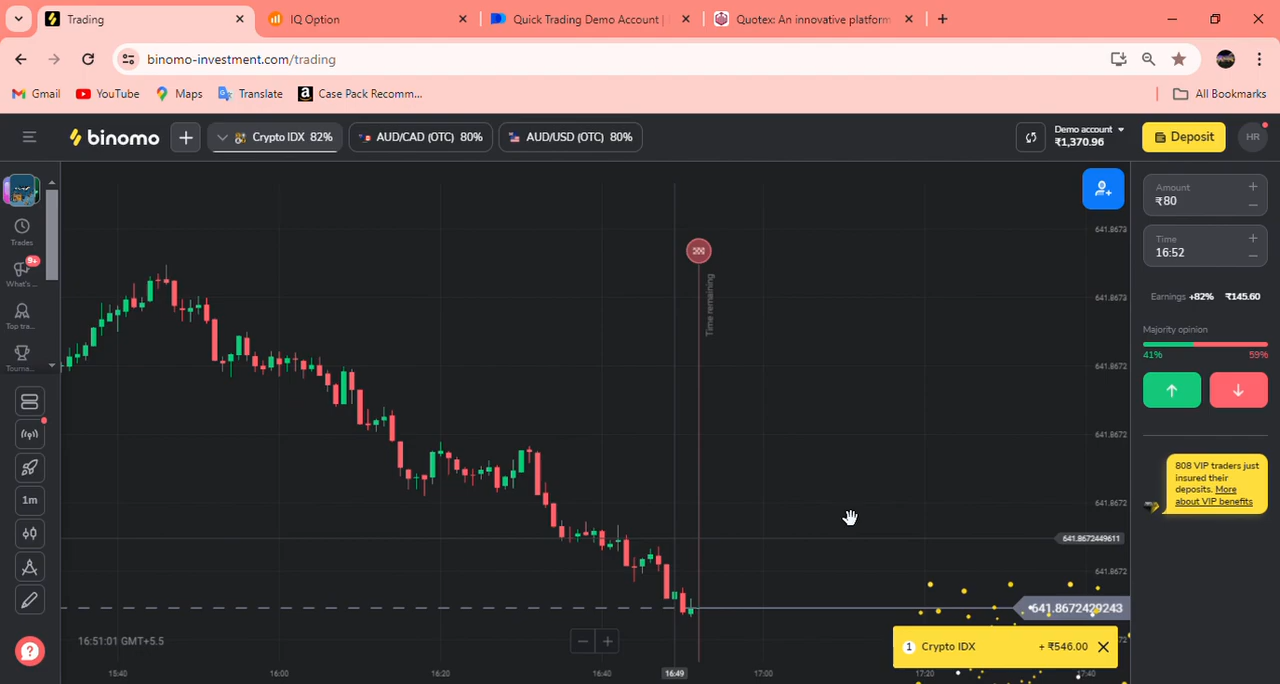 Trading
IQ Option
Quick Trading Demo Account |
Quotex: An innovative platform
binomo-investment.com/trading
Gmail
YouTube
Maps
Translate
Case Pack Recomm...
All Bookmarks
binomo
Crypto IDX 82%
AUD/CAD (OTC) 80%
AUD/USD (OTC) 80%
Demo account
₹1,370.96
Deposit
HR
Trades
9+
What's ...
Top tra...
Tourna...
1m
Time remaining
641.8673
641.8673
641.8672
641.8672
641.8672
641.8672449611
641.8672
641.8672429243
Amount
₹80
Time
16:52
Earnings +82% ₹145.60
Majority opinion
41% 59%
808 VIP traders just
insured their
deposits. More
about VIP benefits
16:51:01 GMT+5.5
1 Crypto IDX + ₹546.00
15:40
16:00
16:20
16:40
16:49
17:00
17:20
17:40